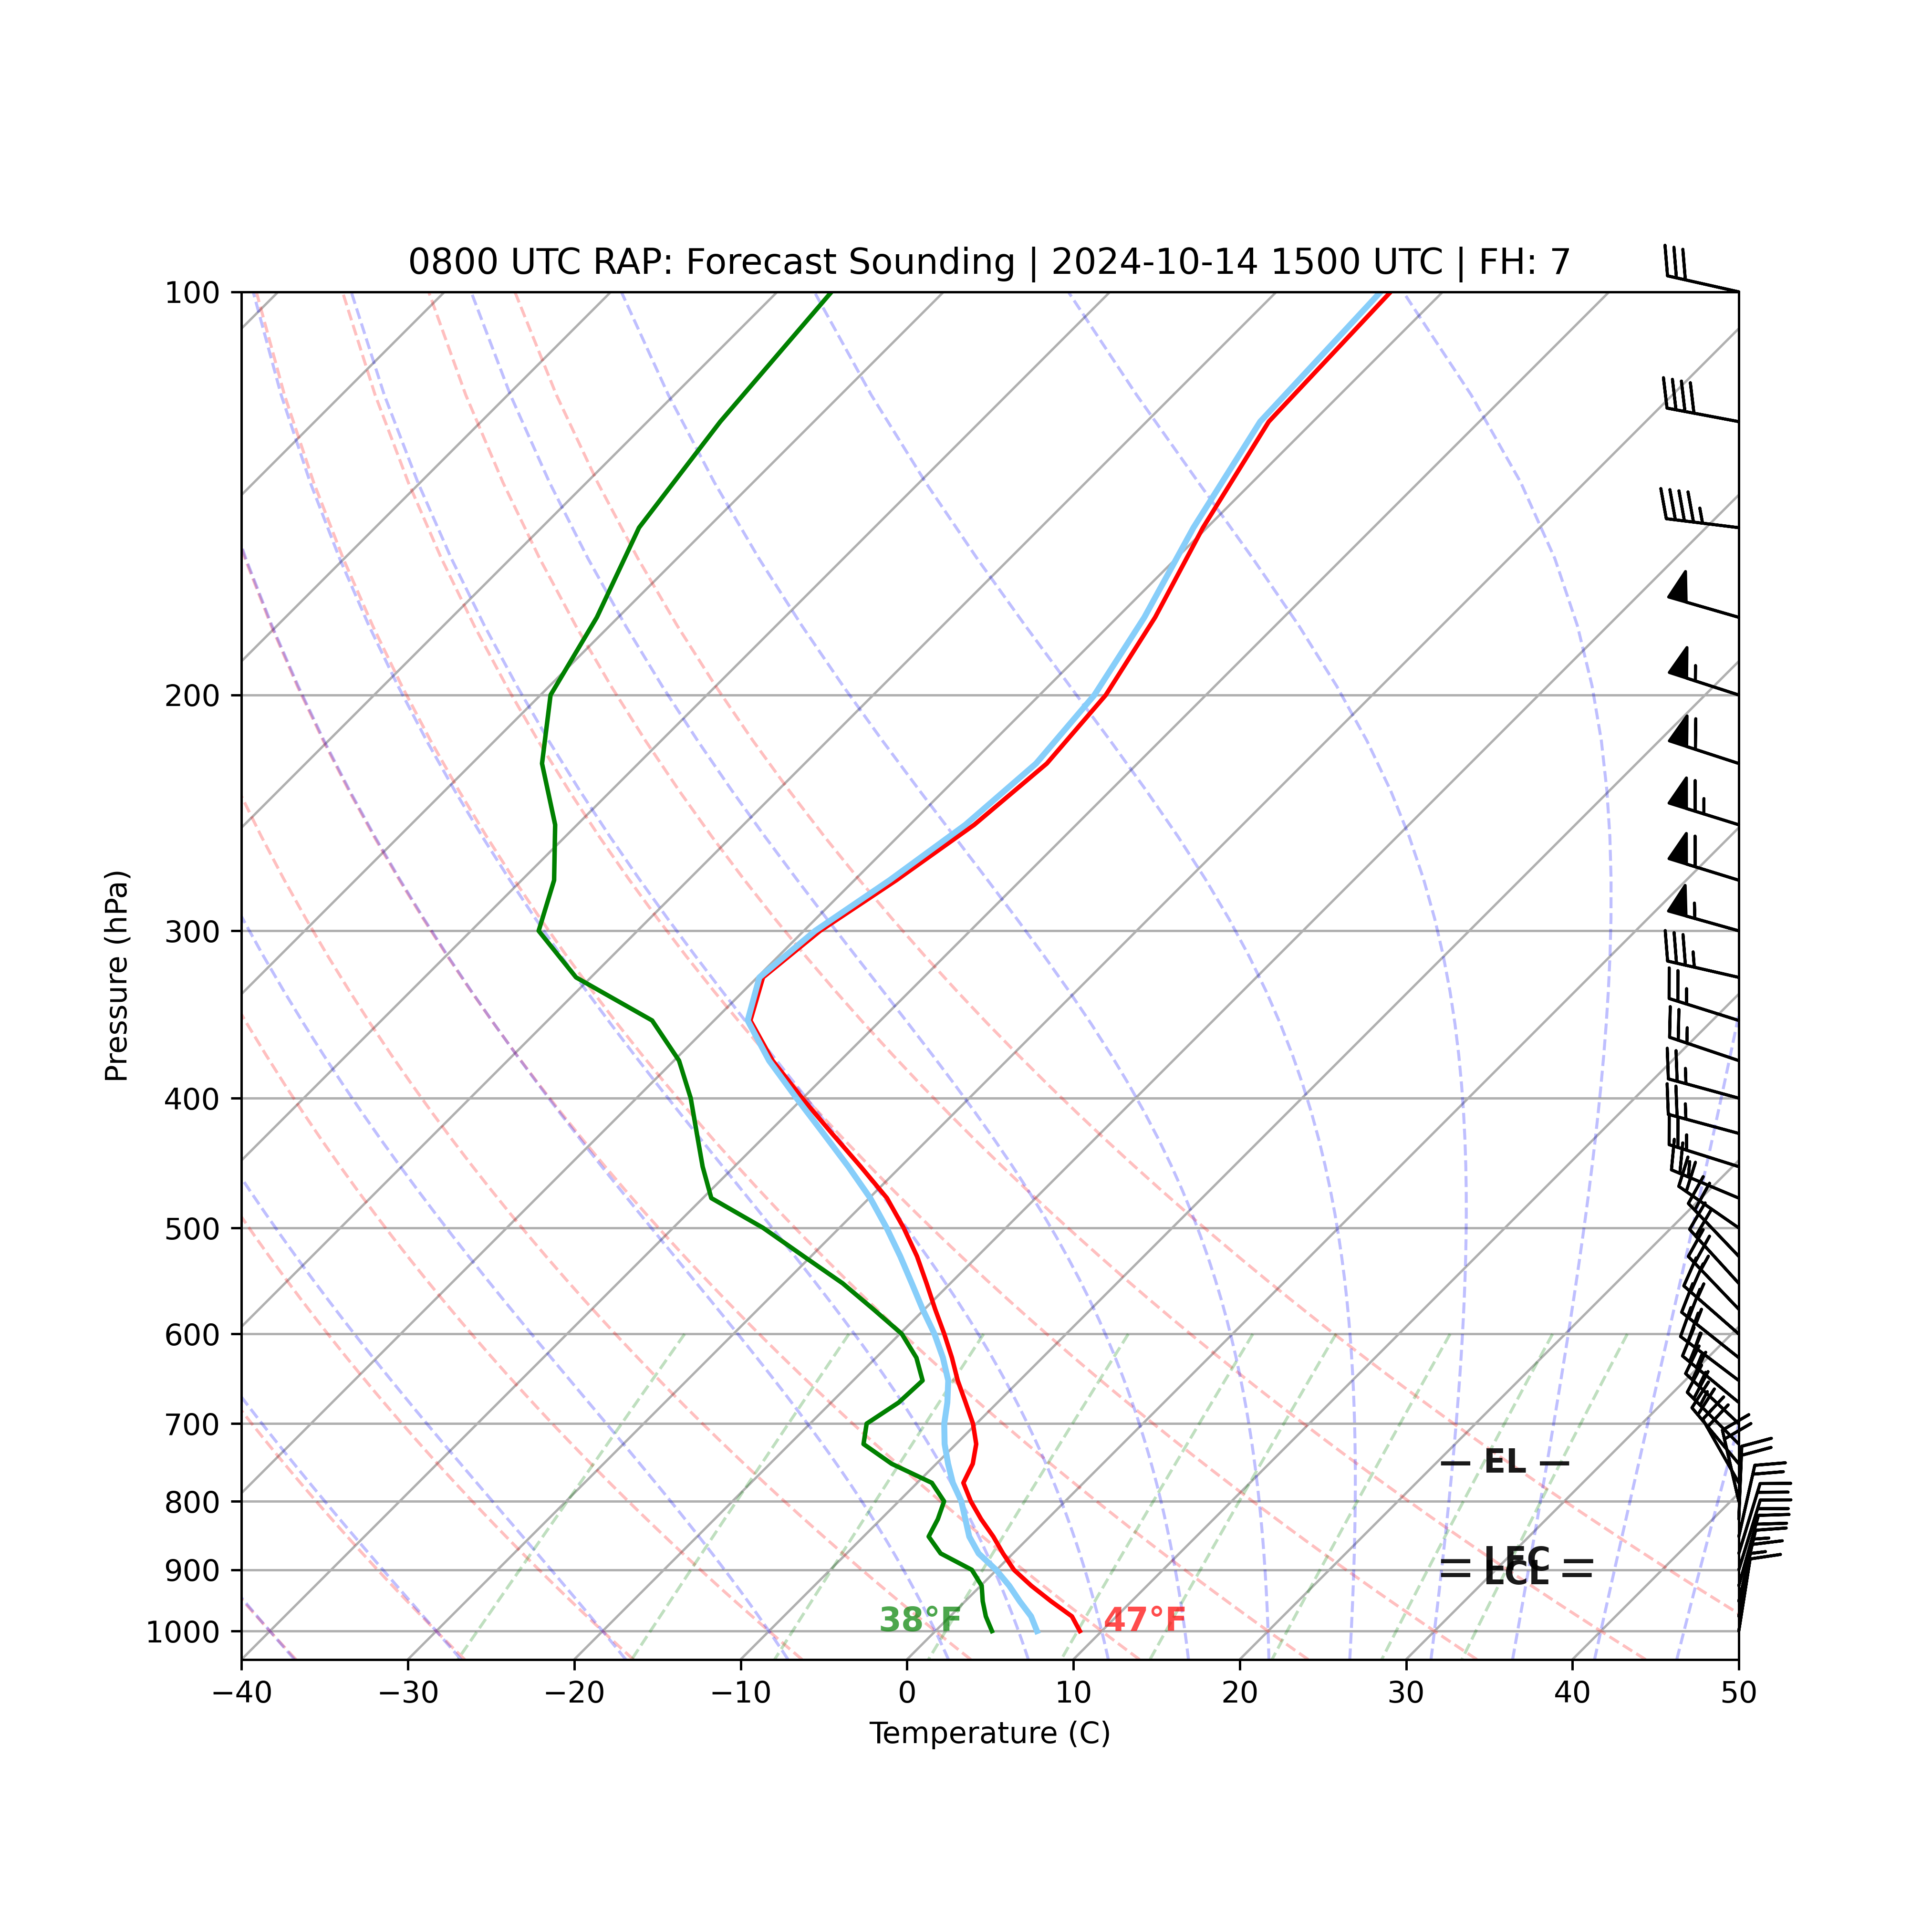 0800 UTC RAP: Forecast Sounding | 2024-10-14 1500 UTC | FH: 7
100
200
300
400
500
600
700
800
900
1000
Pressure (hPa)
— EL —
— LFC —
— LCL —
38°F
47°F
−40 −30 −20 −10 0 10 20 30 40 50
Temperature (C)